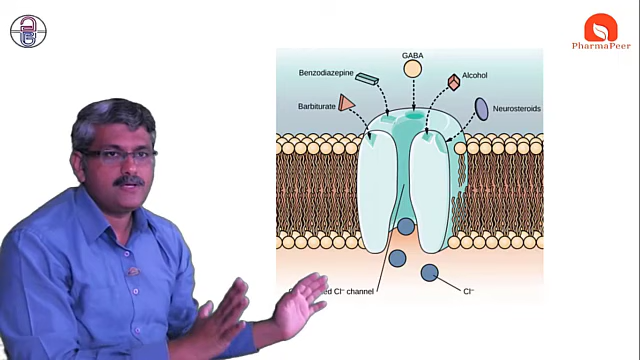 PharmaPeer
GABA
Benzodiazepine
Alcohol
Barbiturate
Neurosteroids
channel
Cl⁻
Cl⁻